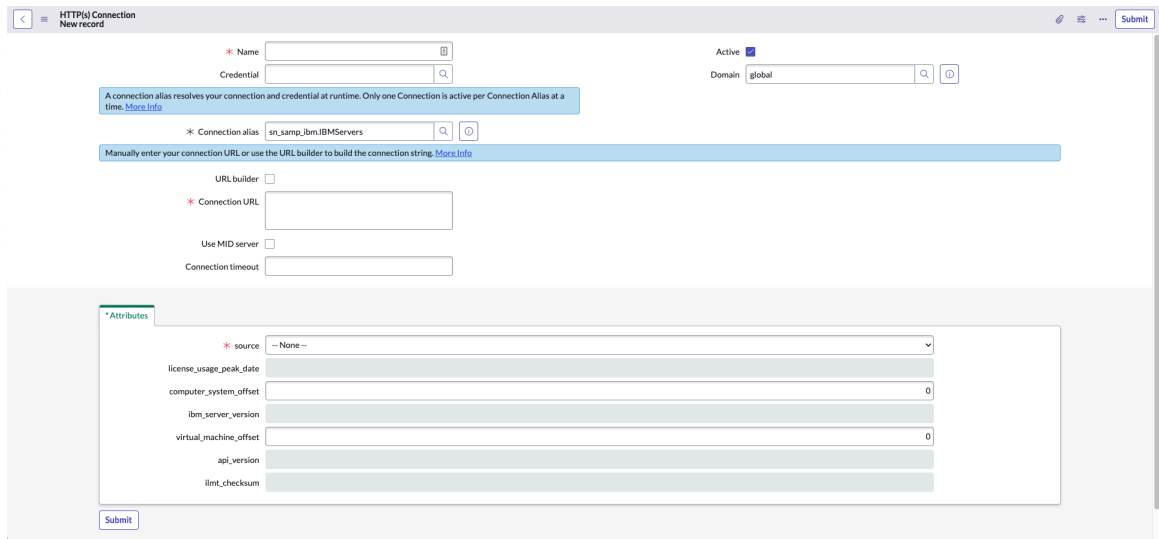 HTTP(s) Connection
New record
Submit
Name
Active
Credential
Domain
global
A connection alias resolves your connection and credential at runtime. Only one Connection is active per Connection Alias at a
time. More Info
Connection alias
sn_samp_ibm.IBMServers
Manually enter your connection URL or use the URL builder to build the connection string. More Info
URL builder
Connection URL
Use MID server
Connection timeout
*Attributes
source
-- None --
license_usage_peak_date
computer_system_offset
0
ibm_server_version
virtual_machine_offset
0
api_version
ilmt_checksum
Submit